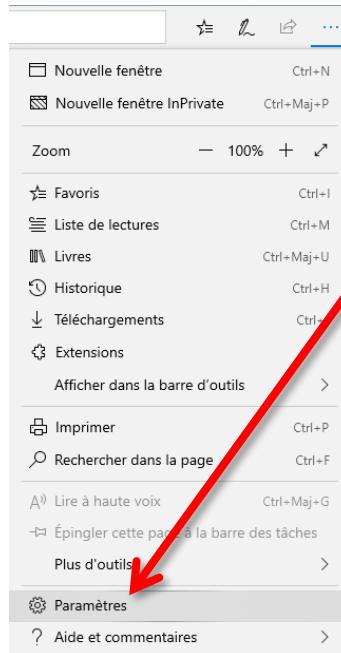 Nouvelle fenêtre Ctrl+N
Nouvelle fenêtre InPrivate Ctrl+Maj+P
Zoom — 100% +
Favoris Ctrl+I
Liste de lectures Ctrl+M
Livres Ctrl+Maj+U
Historique Ctrl+H
Téléchargements Ctrl+
Extensions
Afficher dans la barre d'outils >
Imprimer Ctrl+P
Rechercher dans la page Ctrl+F
Lire à haute voix Ctrl+Maj+G
Épingler cette page à la barre des tâches
Plus d'outils >
Paramètres
Aide et commentaires >